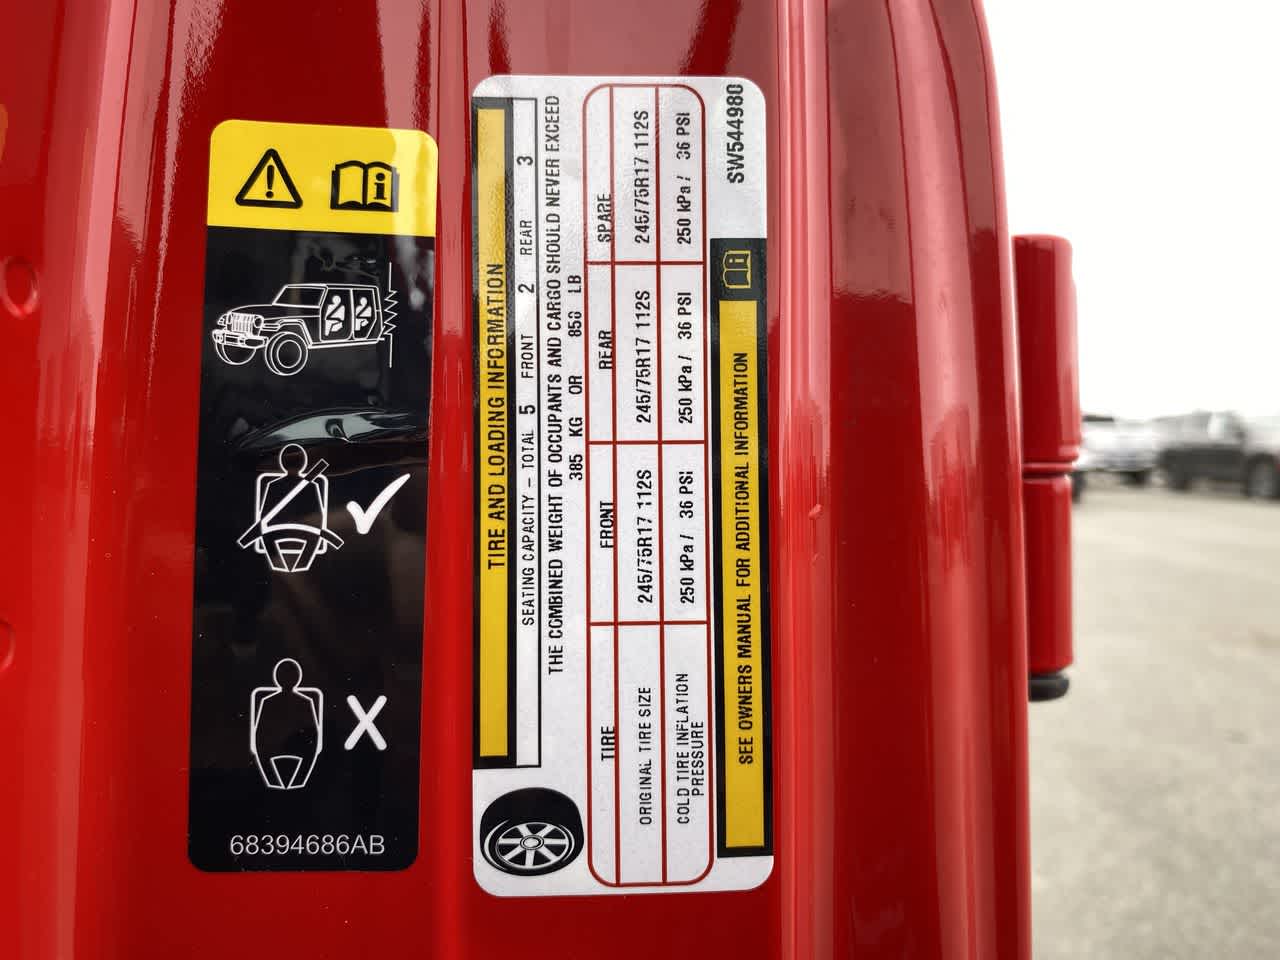 68394686AB
TIRE AND LOADING INFORMATION
SEATING CAPACITY - TOTAL 5 FRONT 2 REAR 3
THE COMBINED WEIGHT OF OCCUPANTS AND CARGO SHOULD NEVER EXCEED
385 KG OR 850 LB
TIRE FRONT REAR SPARE
ORIGINAL TIRE SIZE 245/75R17 112S 245/75R17 112S 245/75R17 112S
COLD TIRE INFLATION PRESSURE 250 kPa / 36 PSI 250 kPa / 36 PSI 250 kPa / 36 PSI
SEE OWNERS MANUAL FOR ADDITIONAL INFORMATION
SW544980